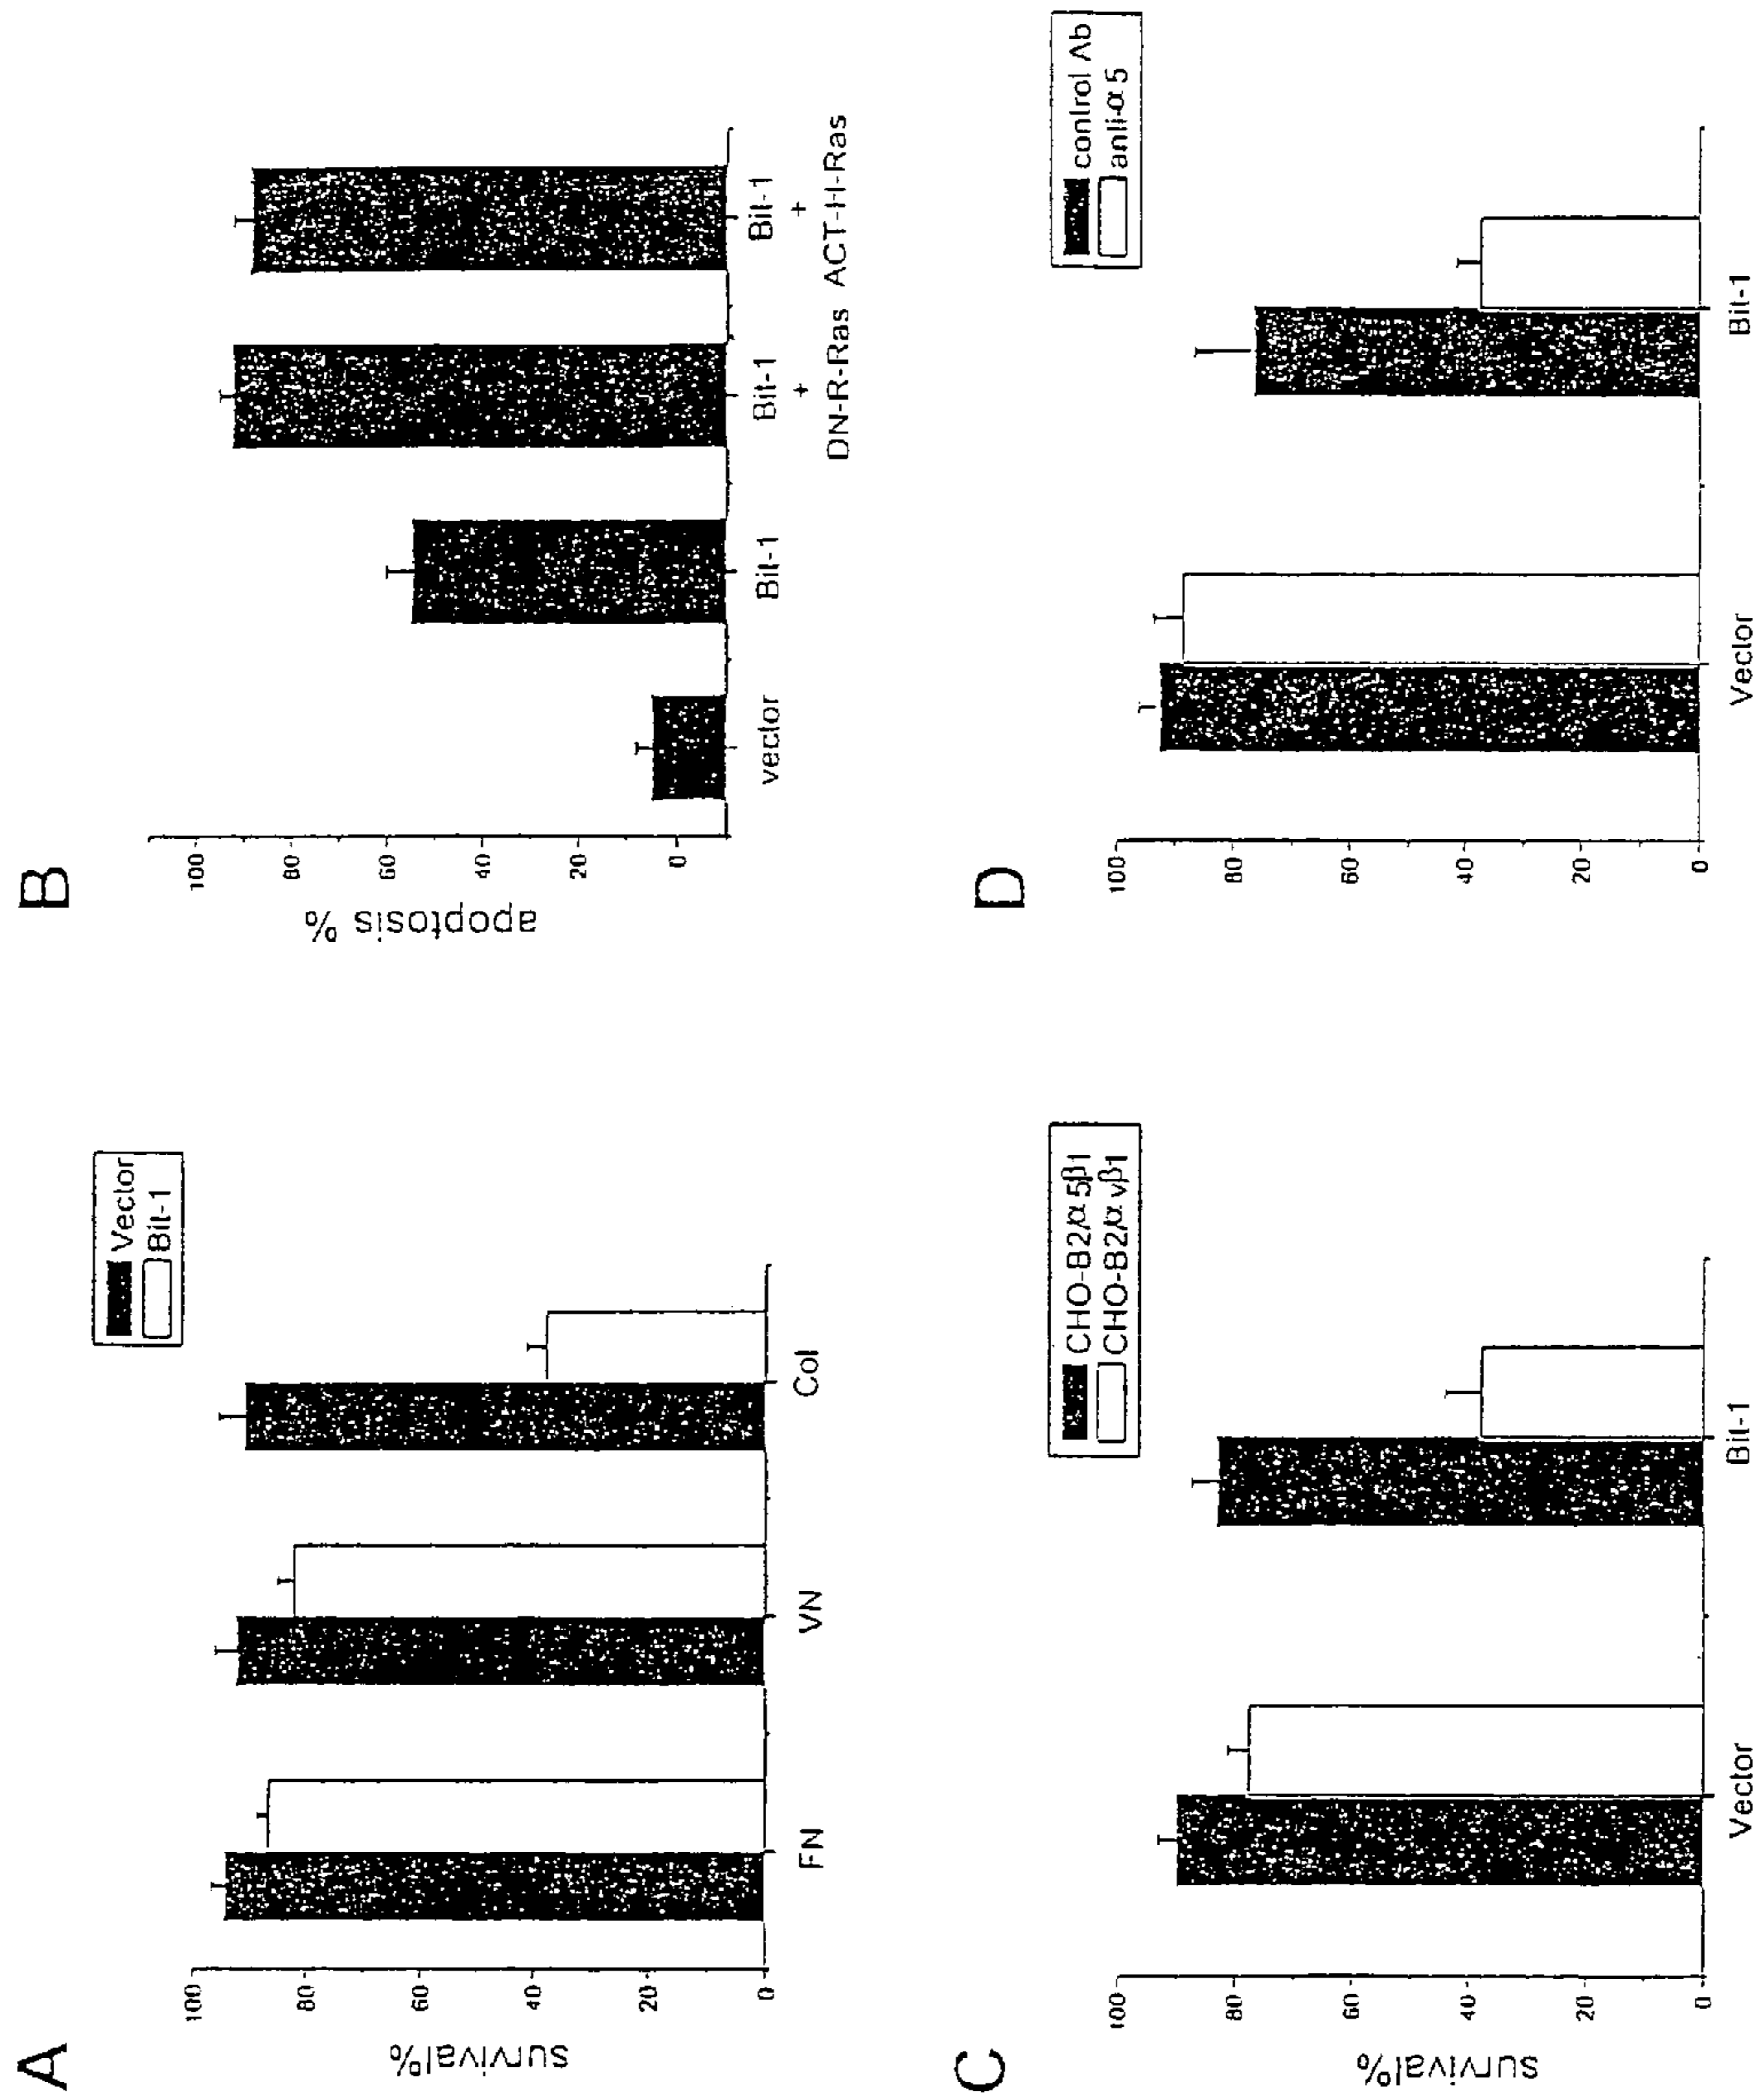 A
Vector
Bit-1
survival%
100
80
60
40
20
0
FN
VN
Col
B
apoptosis %
100
80
60
40
20
0
vector
Bit-1
Bit-1
+
DN-R-Ras
Bit-1
+
ACT-H-Ras
C
CHO-B2/α5β1
CHO-B2/αvβ1
survival%
100
80
60
40
20
0
Vector
Bit-1
D
control Ab
anti-α5
100
80
60
40
20
0
Vector
Bit-1